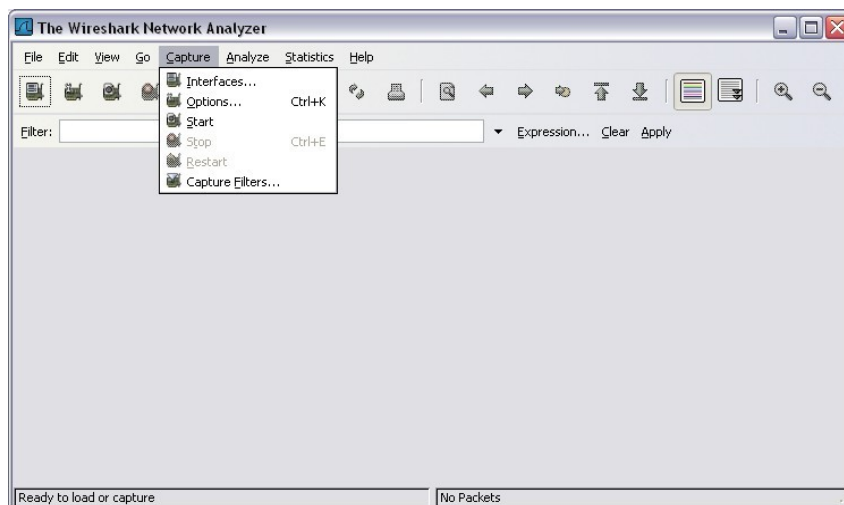 The Wireshark Network Analyzer
File Edit View Go Capture Analyze Statistics Help
Interfaces...
Options... Ctrl+K
Start
Stop Ctrl+E
Restart
Capture Filters...
Filter: Expression... Clear Apply
Ready to load or capture No Packets